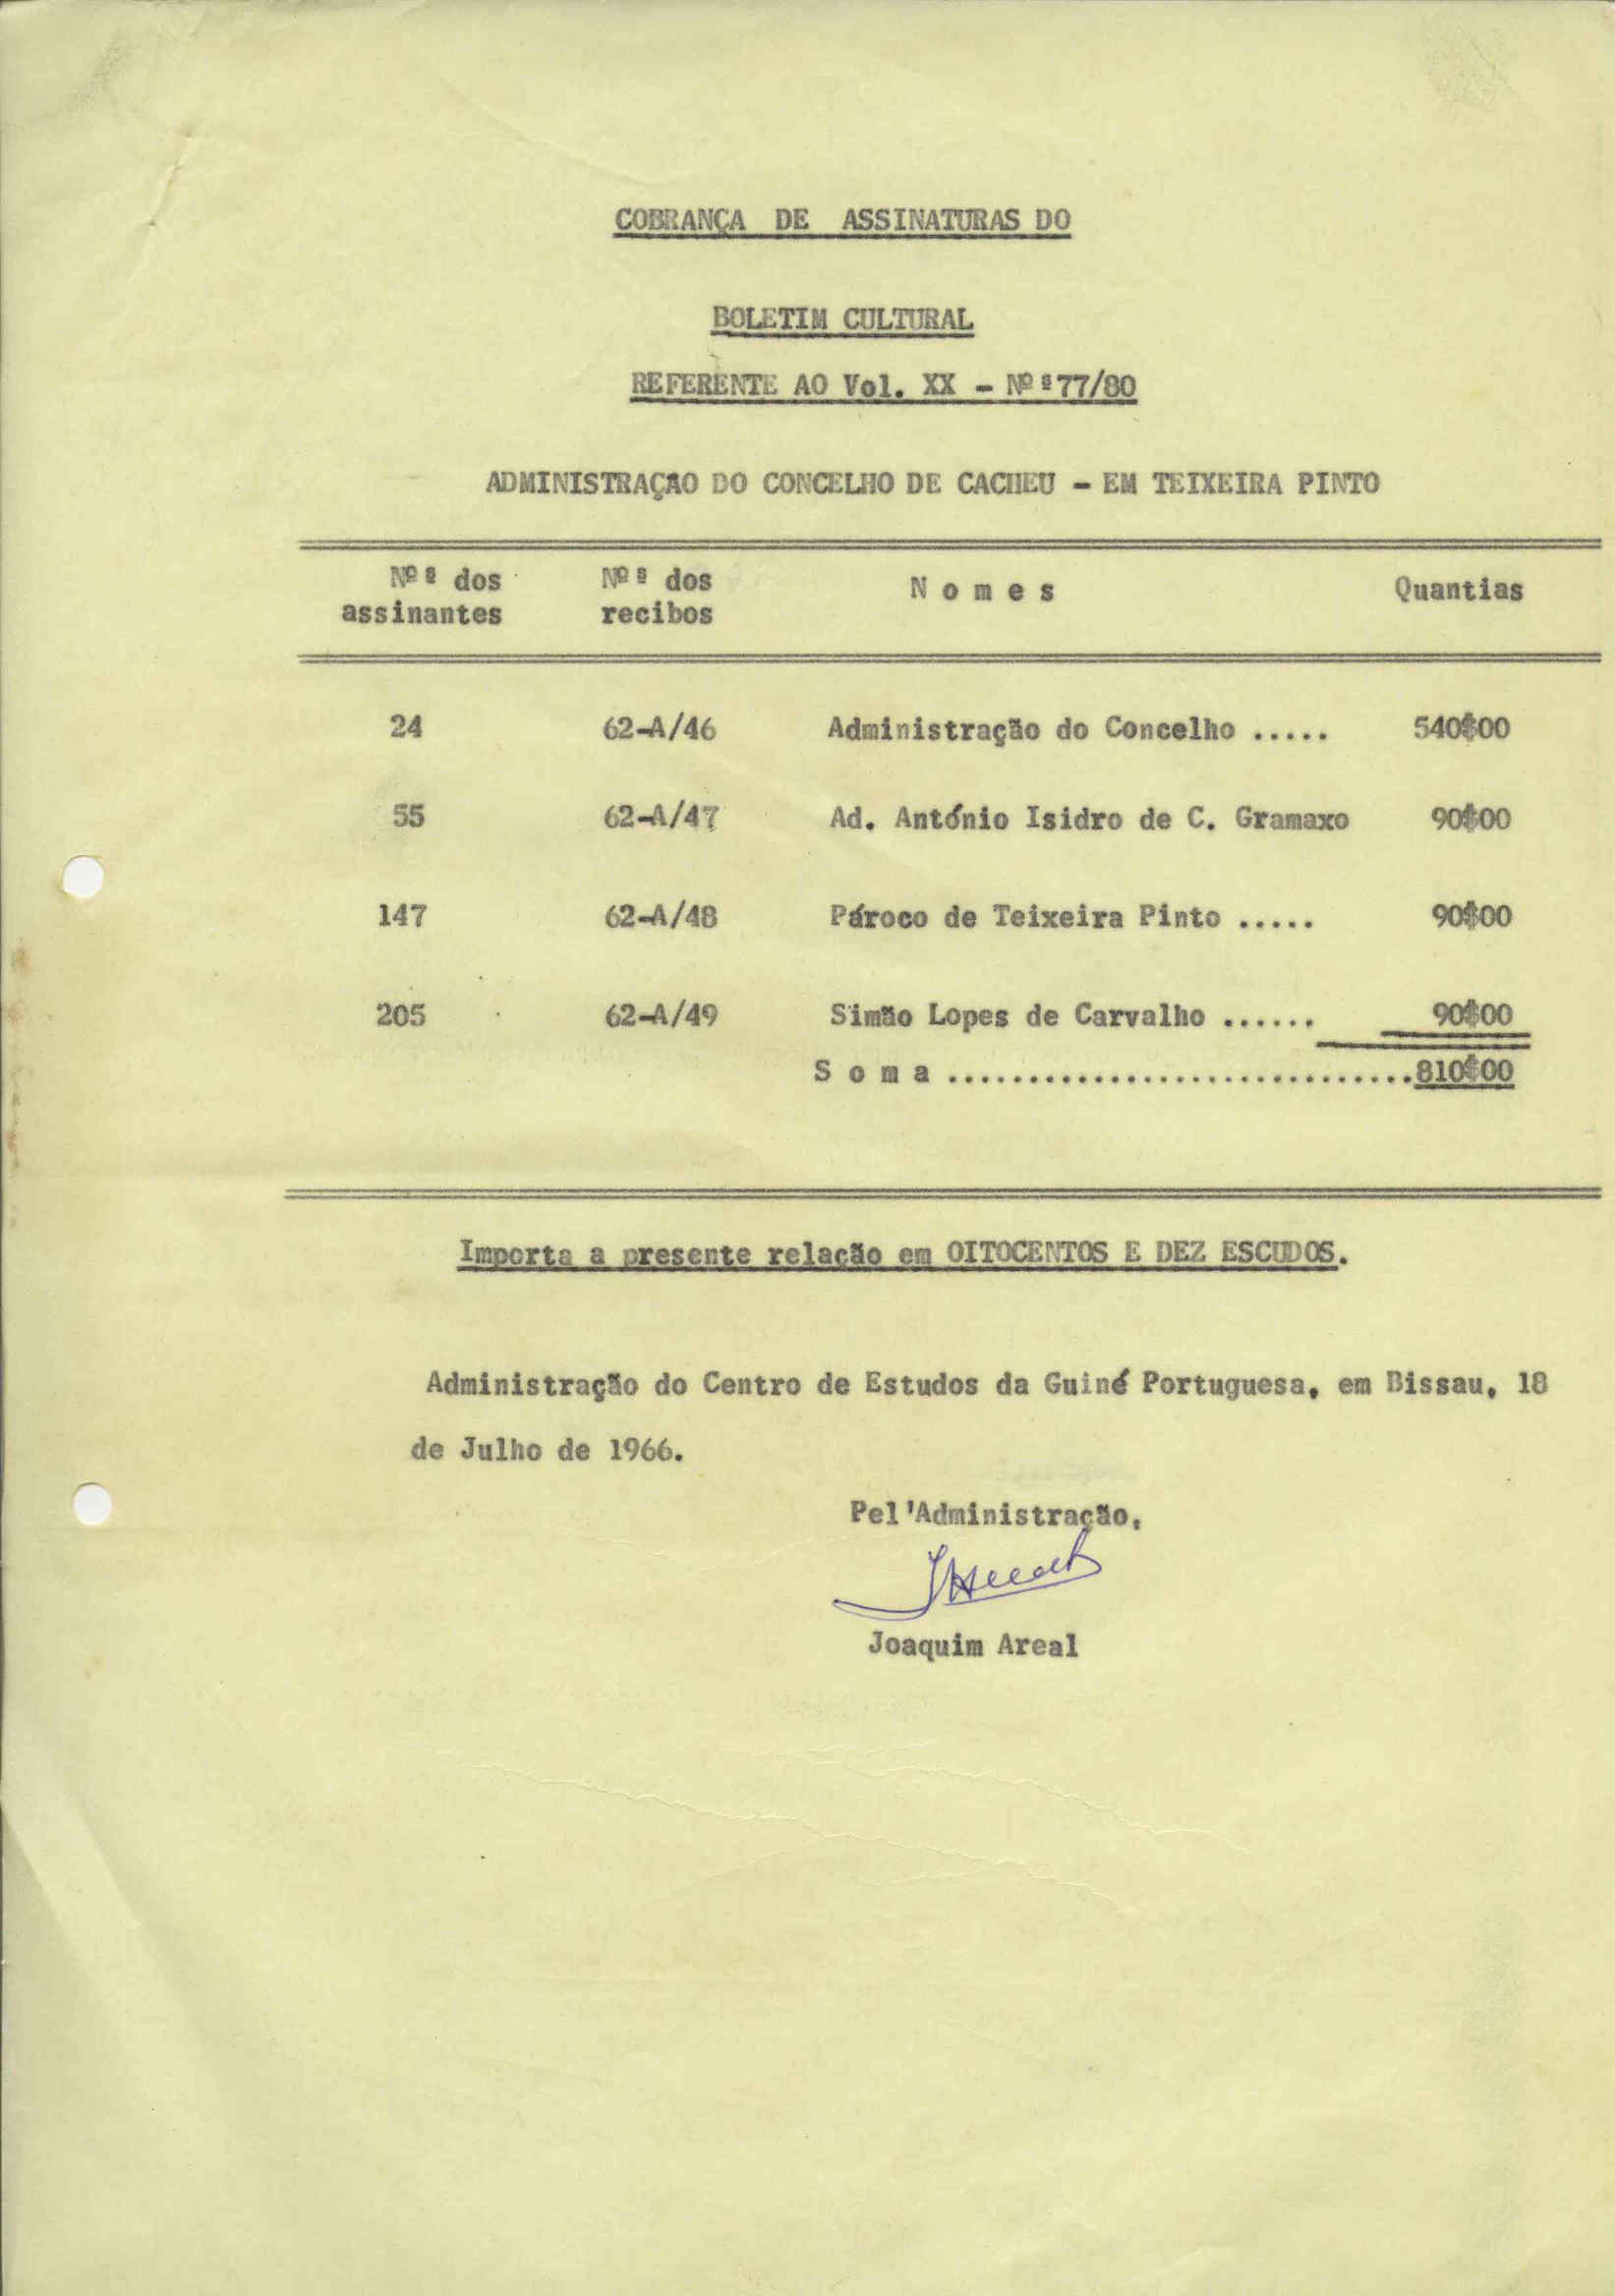 COBRANÇA DE ASSINATURAS DO
BOLETIM CULTURAL
REFERENTE AO Vol. XX - Nºs 77/80
ADMINISTRAÇÃO DO CONCELHO DE CACHEU - EM TEIXEIRA PINTO
Nºs dos assinantes Nºs dos recibos N o m e s Quantias
24 62-A/46 Administração do Concelho ..... 540$00
55 62-A/47 Ad. António Isidro de C. Gramaxo 90$00
147 62-A/48 Pároco de Teixeira Pinto ..... 90$00
205 62-A/49 Simão Lopes de Carvalho ...... 90$00
S o m a .............................810$00
Importa a presente relação em OITOCENTOS E DEZ ESCUDOS.
Administração do Centro de Estudos da Guiné Portuguesa, em Bissau, 18
de Julho de 1966.
Pel'Administração,
Joaquim Areal